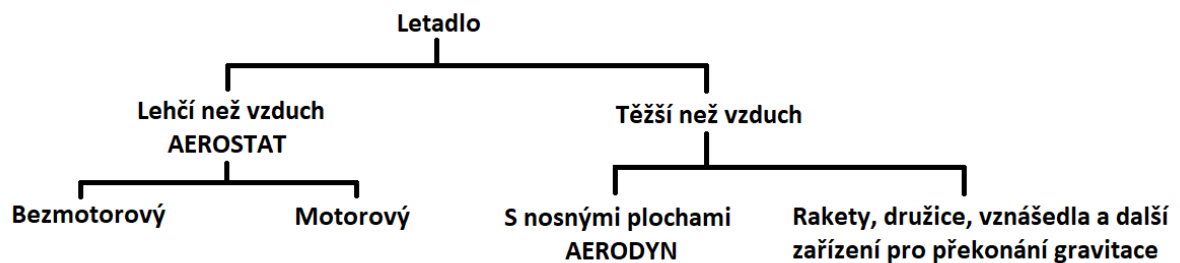 Letadlo
Lehčí než vzduch
AEROSTAT
Těžší než vzduch
Bezmotorový
Motorový
S nosnými plochami
AERODYN
Rakety, družice, vznášedla a další
zařízení pro překonání gravitace